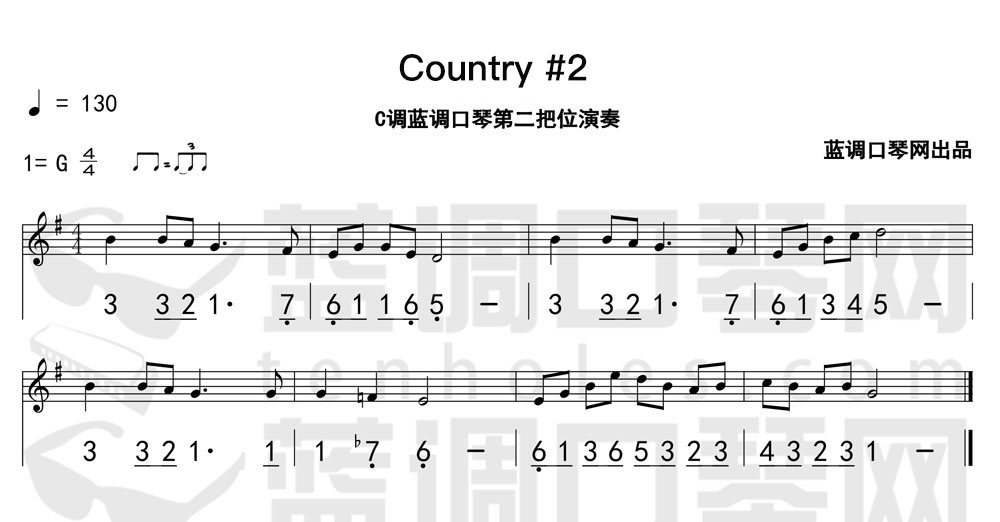 Country #2
♩ = 130
C调蓝调口琴第二把位演奏
蓝调口琴网出品
1= G 4/4 3
蓝调口琴网
3 3 2 1· 7 | 6 1 1 6 5 － 3 3 2 1· 7 | 6 1 3 4 5 －
tenholes.com
3 3 2 1· 1 | 1 ♭7 6 － | 6 1 3 6 5 3 2 3 | 4 3 2 3 1 －
蓝调口琴网